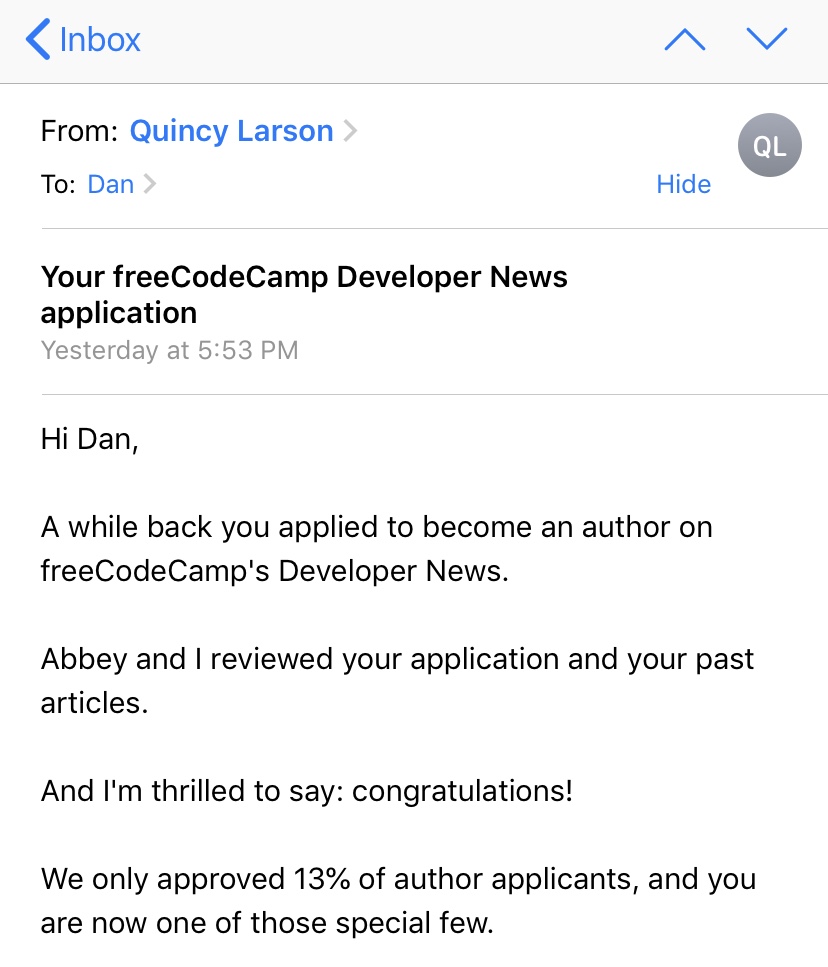 Inbox
From: Quincy Larson
QL
To: Dan
Hide
Your freeCodeCamp Developer News
application
Yesterday at 5:53 PM
Hi Dan,
A while back you applied to become an author on
freeCodeCamp's Developer News.
Abbey and I reviewed your application and your past
articles.
And I'm thrilled to say: congratulations!
We only approved 13% of author applicants, and you
are now one of those special few.